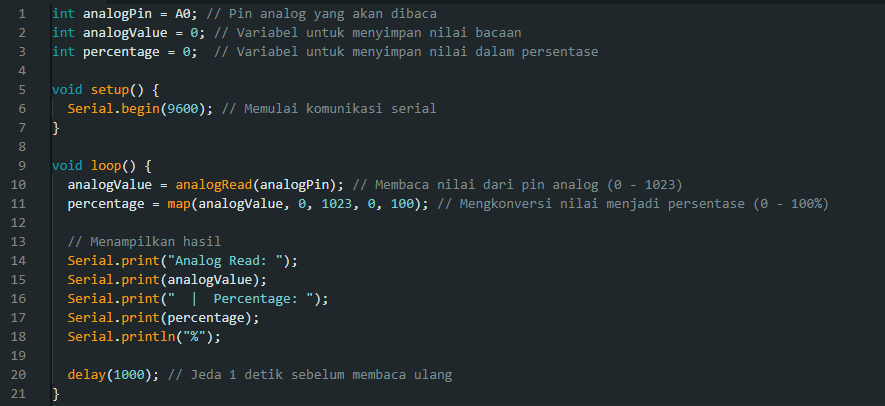 1 int analogPin = A0; // Pin analog yang akan dibaca
2 int analogValue = 0; // Variabel untuk menyimpan nilai bacaan
3 int percentage = 0;  // Variabel untuk menyimpan nilai dalam persentase
4
5 void setup() {
6   Serial.begin(9600); // Memulai komunikasi serial
7 }
8
9 void loop() {
10   analogValue = analogRead(analogPin); // Membaca nilai dari pin analog (0 - 1023)
11   percentage = map(analogValue, 0, 1023, 0, 100); // Mengkonversi nilai menjadi persentase (0 - 100%)
12
13   // Menampilkan hasil
14   Serial.print("Analog Read: ");
15   Serial.print(analogValue);
16   Serial.print("  |  Percentage: ");
17   Serial.print(percentage);
18   Serial.println("%");
19
20   delay(1000); // Jeda 1 detik sebelum membaca ulang
21 }